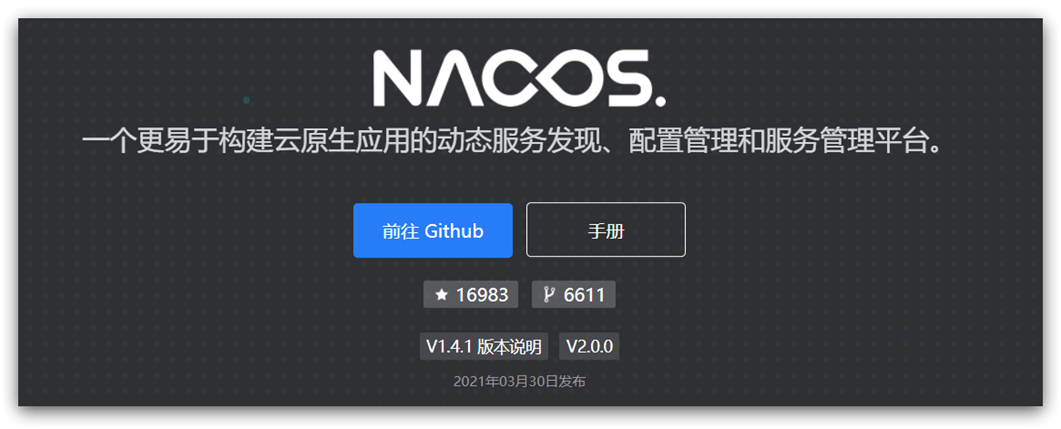 NACOS.
一个更易于构建云原生应用的动态服务发现、配置管理和服务管理平台。
前往 Github 手册
16983 6611
V1.4.1 版本说明 V2.0.0
2021年03月30日发布